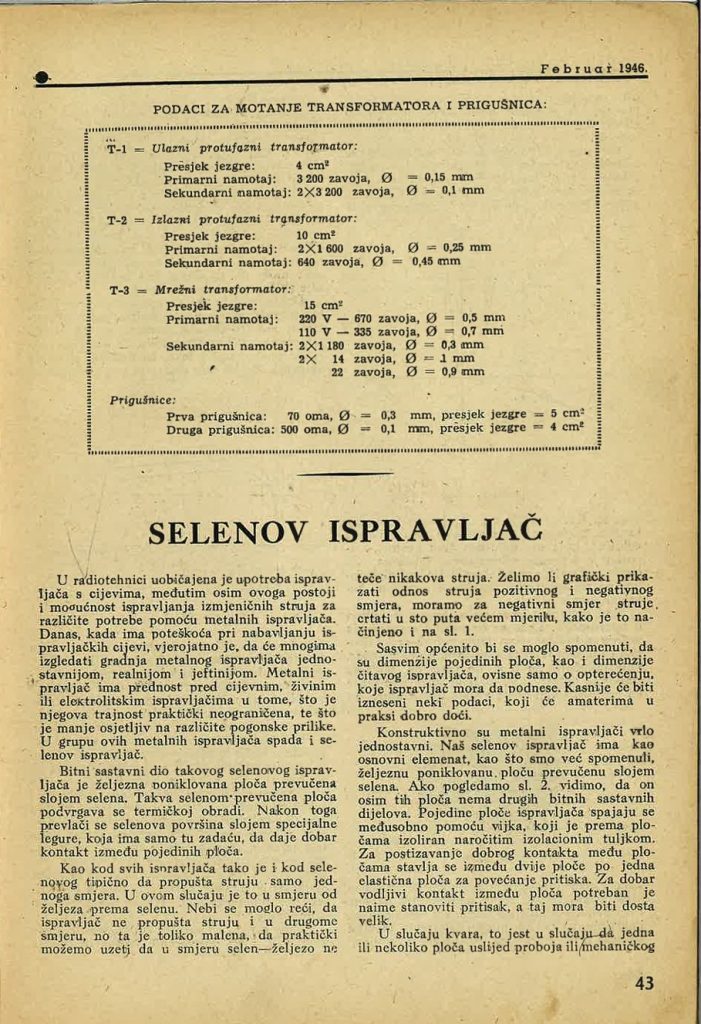 Februar 1946.
PODACI ZA MOTANJE TRANSFORMATORA I PRIGUŠNICA:
T-1 = Ulazni protufazni transformator:
Presjek jezgre: 4 cm²
Primarni namotaj: 3 200 zavoja, Ø = 0,15 mm
Sekundarni namotaj: 2X3 200 zavoja, Ø = 0,1 mm
T-2 = Izlazni protufazni transformator:
Presjek jezgre: 10 cm²
Primarni namotaj: 2X1 600 zavoja, Ø = 0,25 mm
Sekundarni namotaj: 640 zavoja, Ø = 0,45 mm
T-3 = Mrežni transformator:
Presjek jezgre: 15 cm²
Primarni namotaj: 220 V — 670 zavoja, Ø = 0,5 mm
110 V — 335 zavoja, Ø = 0,7 mm
Sekundarni namotaj: 2X1 180 zavoja, Ø = 0,3 mm
2X 14 zavoja, Ø = 1 mm
22 zavoja, Ø = 0,9 mm
Prigušnice:
Prva prigušnica: 70 oma, Ø = 0,3 mm, presjek jezgre = 5 cm²
Druga prigušnica: 500 oma, Ø = 0,1 mm, presjek jezgre = 4 cm²
SELENOV ISPRAVLJAČ
U radiotehnici uobičajena je upotreba isprav-
ljača s cijevima, međutim osim ovoga postoji
i mogućnost ispravljanja izmjeničnih struja za
različite potrebe pomoću metalnih ispravljača.
Danas, kada ima poteškoća pri nabavljanju is-
pravljačkih cijevi, vjerojatno je, da će mnogima
izgledati gradnja metalnog ispravljača jedno-
stavnijom, realnijom i jeftinijom. Metalni is-
pravljač ima prednost pred cijevnim, živinim
ili elektrolitskim ispravljačima u tome, što je
njegova trajnost praktički neograničena, te što
je manje osjetljiv na različite pogonske prilike.
U grupu ovih metalnih ispravljača spada i se-
lenov ispravljač.
Bitni sastavni dio takovog selenovog isprav-
ljača je željezna poniklovana ploča prevučena
slojem selena. Takva selenom prevučena ploča
podvrgava se termičkoj obradi. Nakon toga
prevlači se selenova površina slojem specijalne
legure, koja ima samo tu zadaću, da daje dobar
kontakt između pojedinih ploča.
Kao kod svih ispravljača tako je i kod sele-
novog tipično da propušta struju samo jed-
noga smjera. U ovom slučaju je to u smjeru od
željeza prema selenu. Nebi se moglo reći, da
ispravljač ne propušta struju i u drugome
smjeru, no ta je toliko malena, da praktički
možemo uzeti da u smjeru selen—željezo ne
teče nikakova struja. Želimo li grafički prika-
zati odnos struja pozitivnog i negativnog
smjera, moramo za negativni smjer struje
crtati u sto puta većem mjerilu, kako je to na-
činjeno i na sl. 1.
Sasvim općenito bi se moglo spomenuti, da
su dimenzije pojedinih ploča, kao i dimenzije
čitavog ispravljača, ovisne samo o opterećenju,
koje ispravljač mora da podnese. Kasnije će biti
izneseni neki podaci, koji će amaterima u
praksi dobro doći.
Konstruktivno su metalni ispravljači vrlo
jednostavni. Naš selenov ispravljač ima kao
osnovni elemenat, kao što smo već spomenuli,
željeznu poniklovanu ploču prevučenu slojem
selena. Ako pogledamo sl. 2. vidimo, da on
osim tih ploča nema drugih bitnih sastavnih
dijelova. Pojedine ploče ispravljača spajaju se
međusobno pomoću vijka, koji je prema plo-
čama izoliran naročitim izolacionim tuljkom.
Za postizavanje dobrog kontakta među plo-
čama stavlja se između dvije ploče po jedna
elastična ploča za povećanje pritiska. Za dobar
vodljivi kontakt između ploča potreban je
naime stanoviti pritisak, a taj mora biti dosta
velik.
U slučaju kvara, to jest u slučaju da jedna
ili nekoliko ploča uslijed proboja ili mehaničkog
43